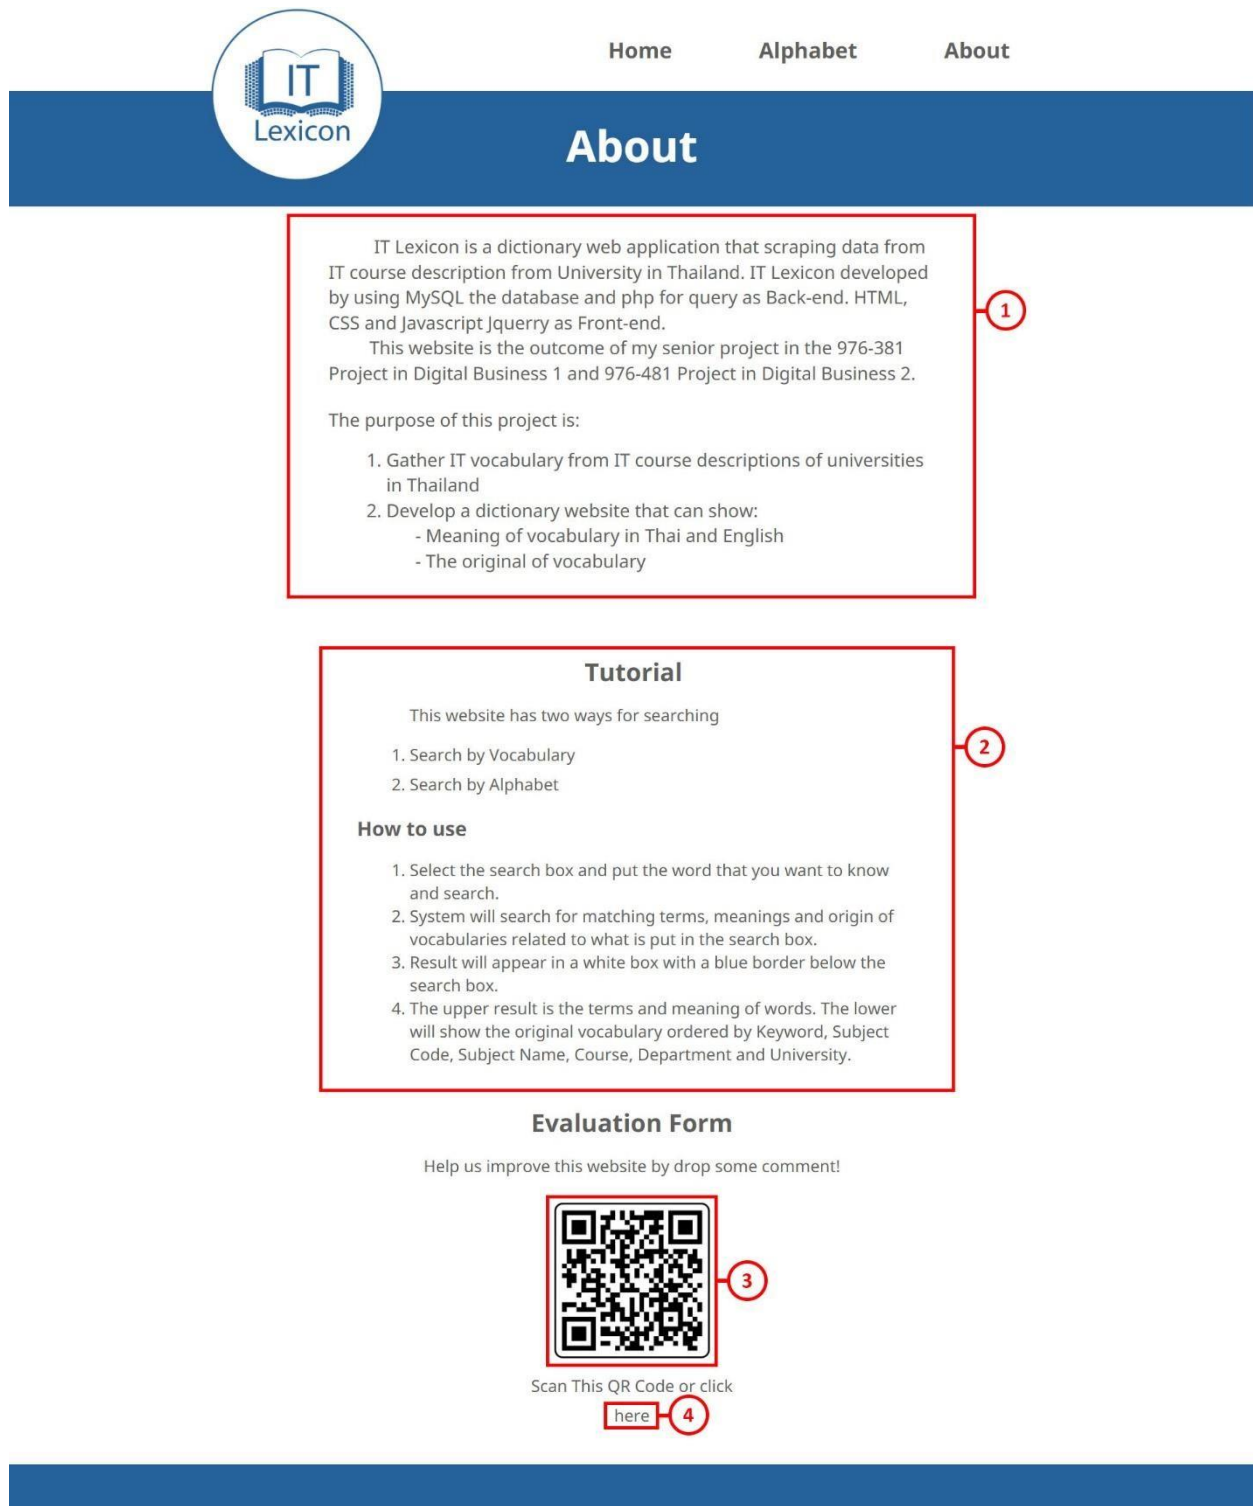 IT
Lexicon
Home
Alphabet
About
About
IT Lexicon is a dictionary web application that scraping data from
IT course description from University in Thailand. IT Lexicon developed
by using MySQL the database and php for query as Back-end. HTML,
CSS and Javascript Jquerry as Front-end.
This website is the outcome of my senior project in the 976-381
Project in Digital Business 1 and 976-481 Project in Digital Business 2.
1
The purpose of this project is:
1. Gather IT vocabulary from IT course descriptions of universities
in Thailand
2. Develop a dictionary website that can show:
- Meaning of vocabulary in Thai and English
- The original of vocabulary
Tutorial
This website has two ways for searching
1. Search by Vocabulary
2. Search by Alphabet
2
How to use
1. Select the search box and put the word that you want to know
and search.
2. System will search for matching terms, meanings and origin of
vocabularies related to what is put in the search box.
3. Result will appear in a white box with a blue border below the
search box.
4. The upper result is the terms and meaning of words. The lower
will show the original vocabulary ordered by Keyword, Subject
Code, Subject Name, Course, Department and University.
Evaluation Form
Help us improve this website by drop some comment!
3
Scan This QR Code or click
here
4